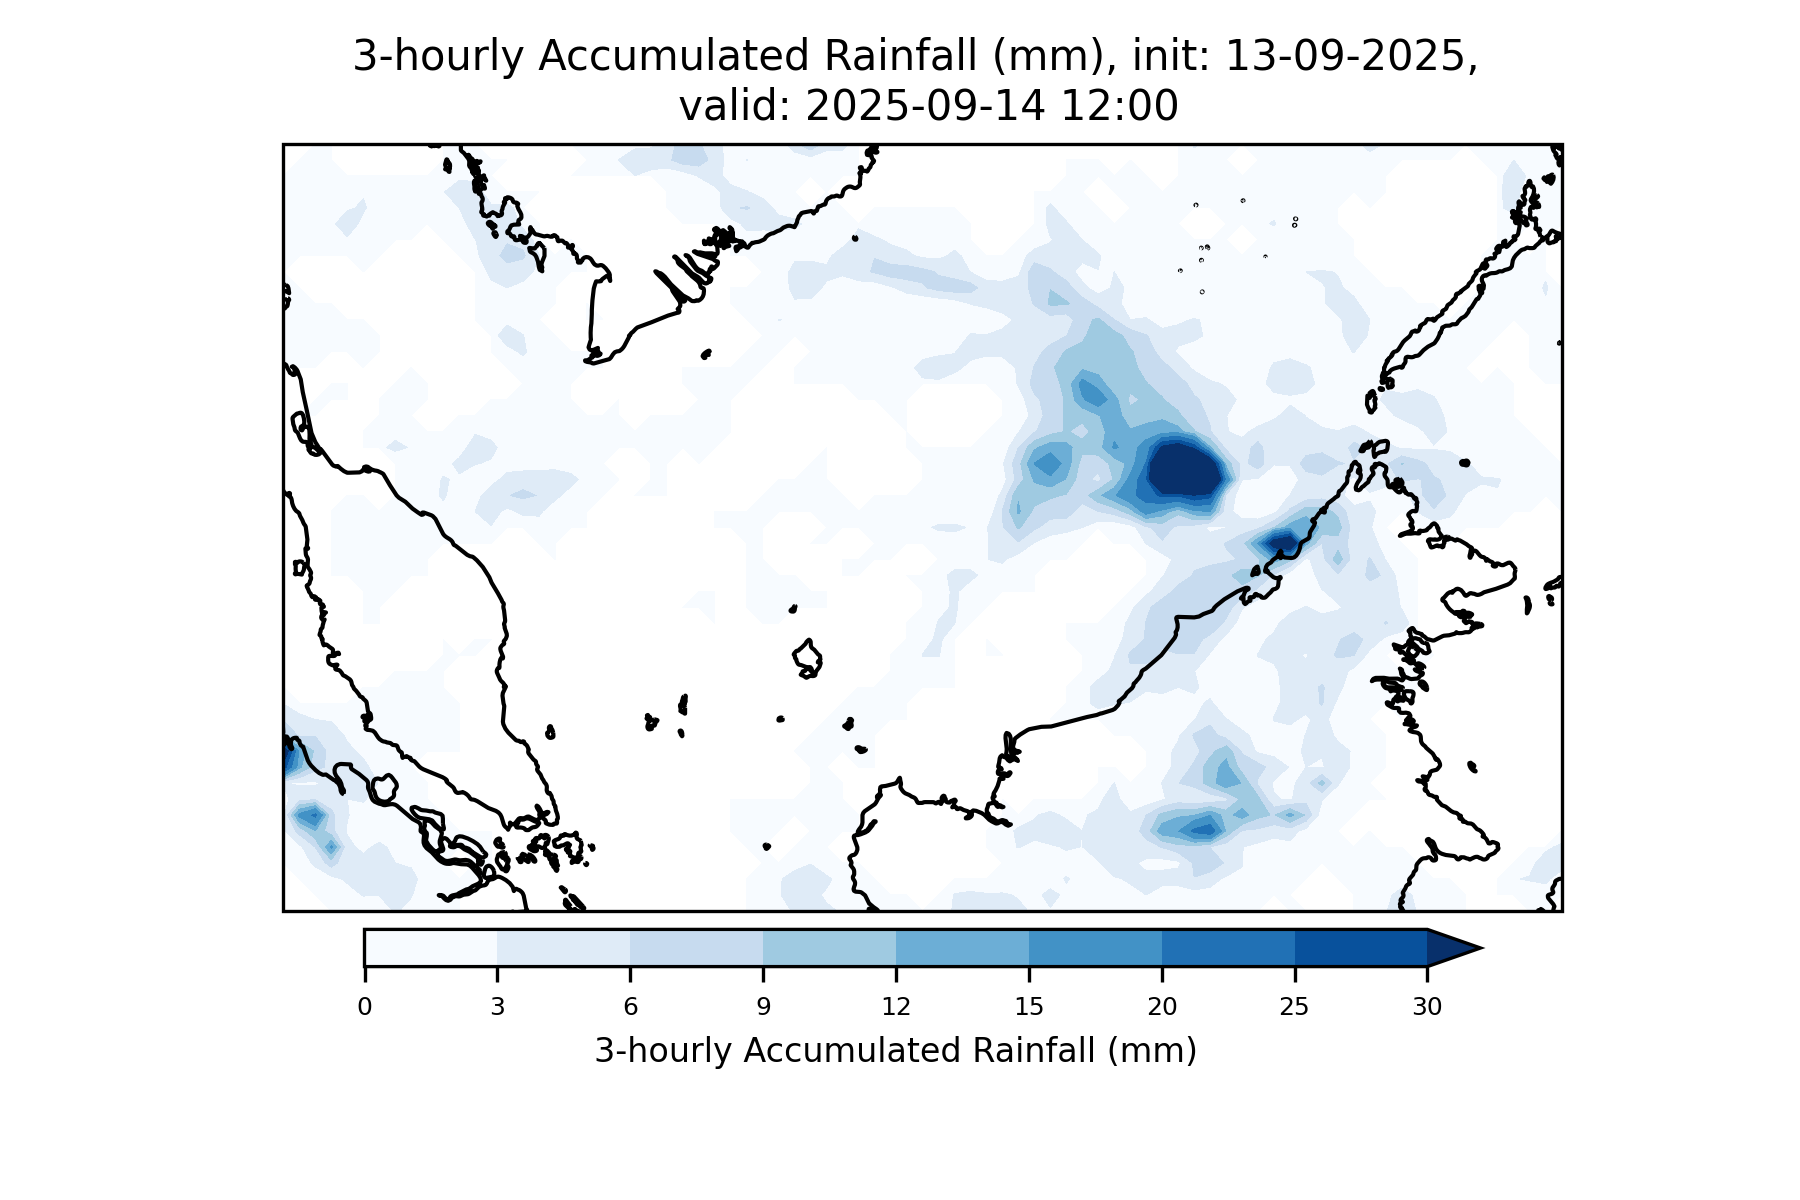 3-hourly Accumulated Rainfall (mm), init: 13-09-2025,
valid: 2025-09-14 12:00
0 3 6 9 12 15 20 25 30
3-hourly Accumulated Rainfall (mm)